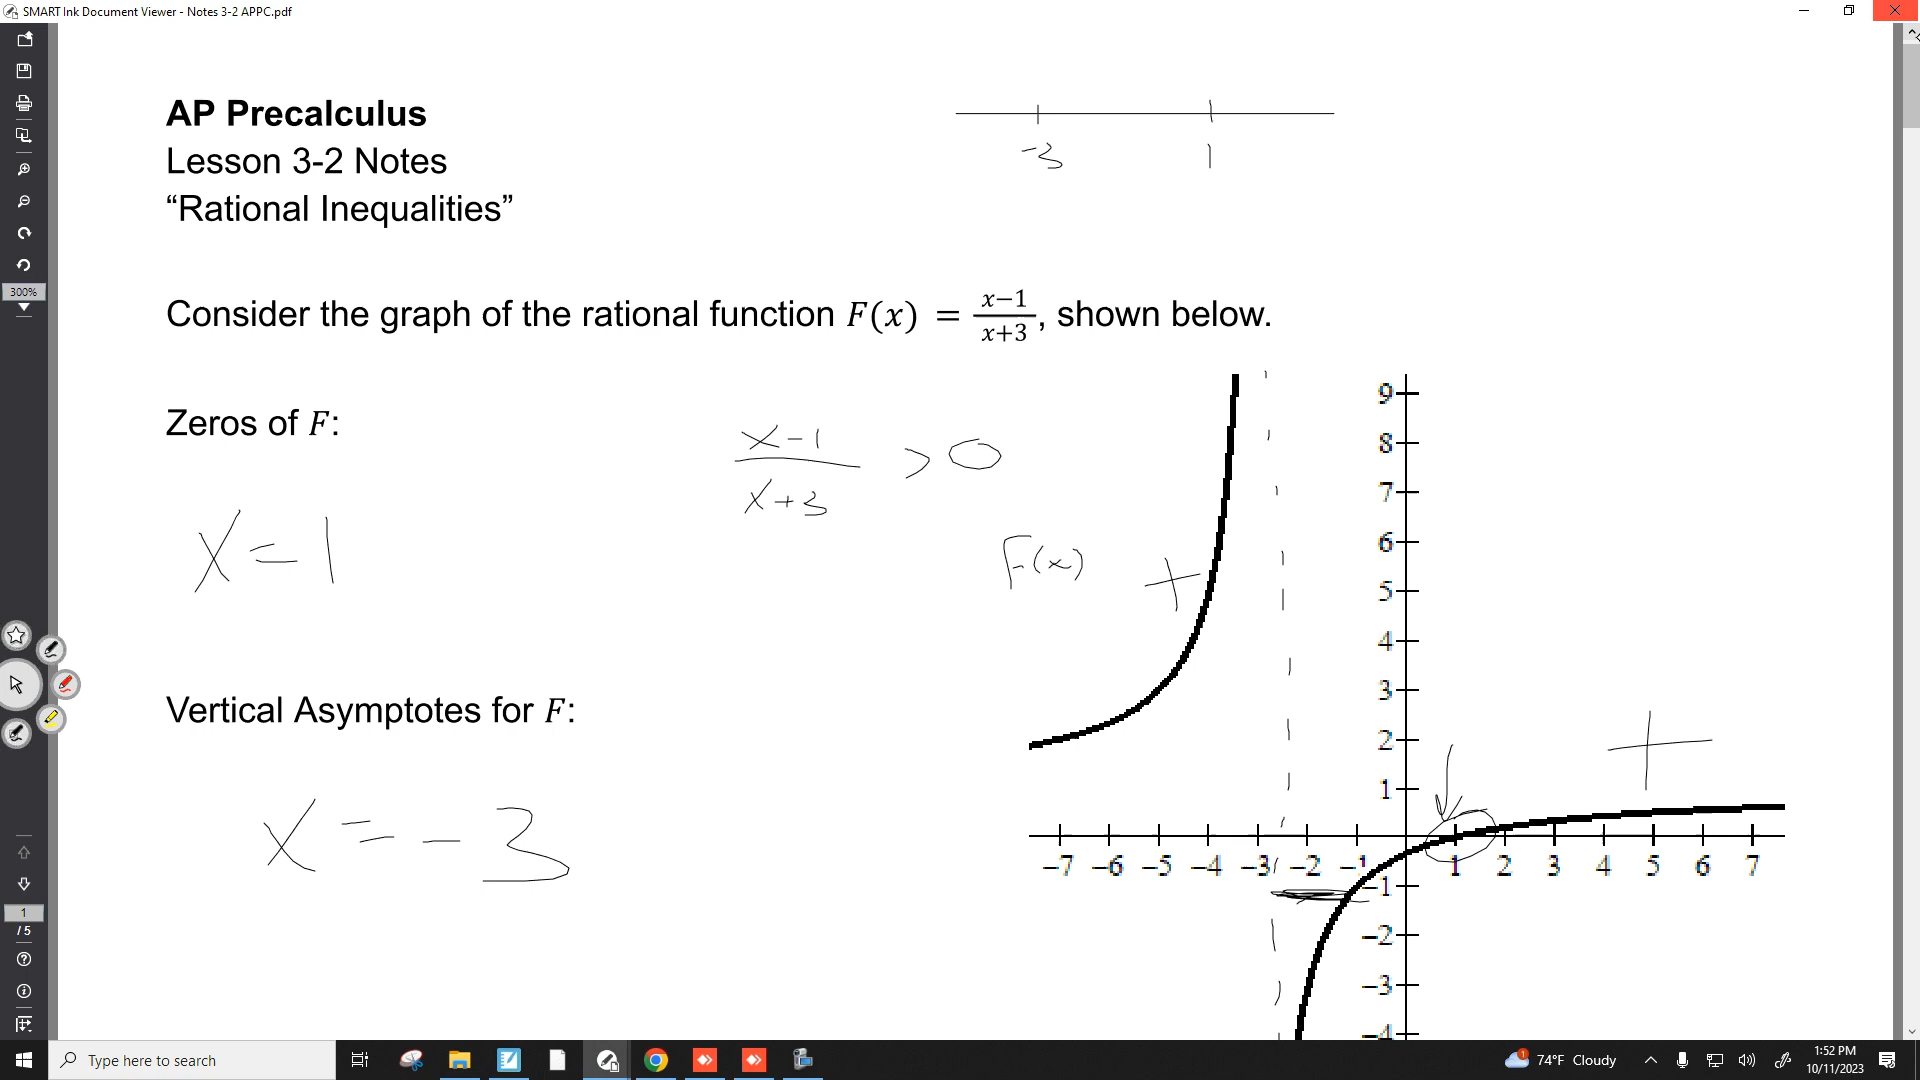 SMART Ink Document Viewer - Notes 3-2 APPC.pdf
AP Precalculus
Lesson 3-2 Notes
“Rational Inequalities”
-3 1
Consider the graph of the rational function F(x) = x−1/x+3, shown below.
Zeros of F:
x = 1
x - 1
x + 3
> 0
F(x) + +
Vertical Asymptotes for F:
x = - 3
9
8
7
6
5
4
3
2
1
−7 −6 −5 −4 −3 −2 −1 1 2 3 4 5 6 7
−1
−2
−3
−4
300%
1
/ 5
Type here to search
1
74°F Cloudy
1:52 PM
10/11/2023